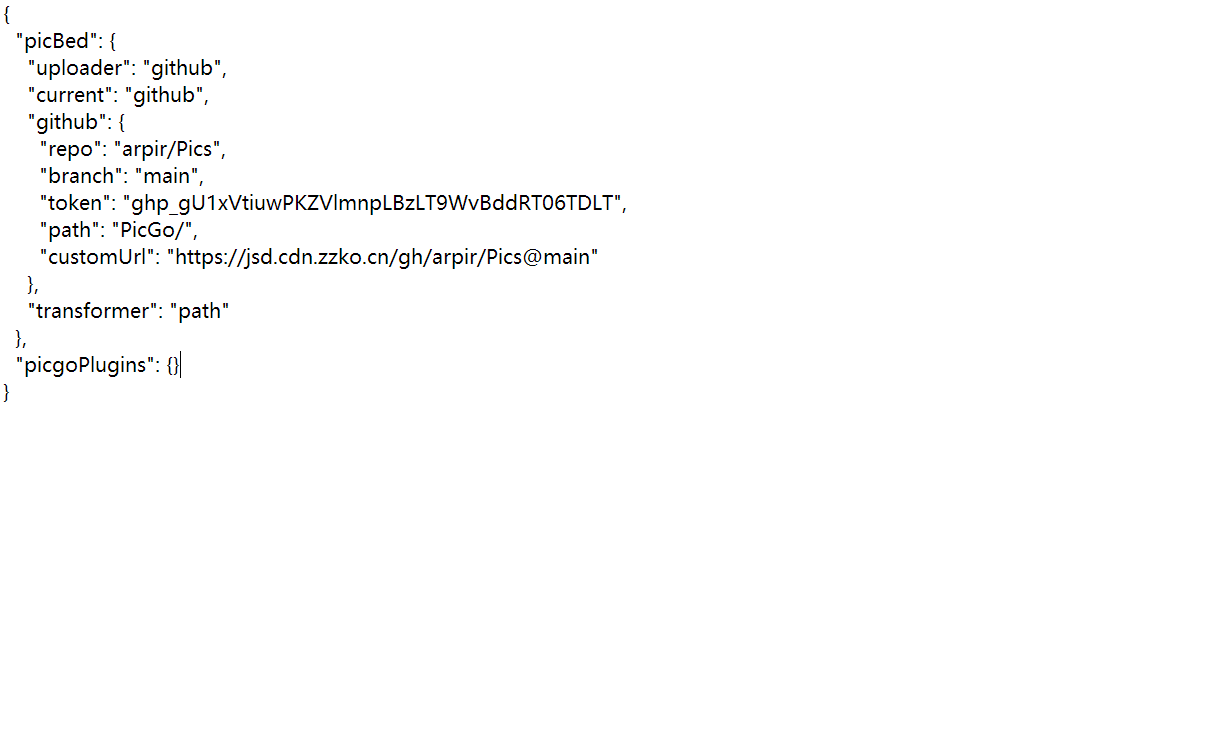 {
"picBed": {
"uploader": "github",
"current": "github",
"github": {
"repo": "arpir/Pics",
"branch": "main",
"token": "",
"path": "PicGo/",
"customUrl": "https://jsd.cdn.zzko.cn/gh/arpir/Pics@main"
},
"transformer": "path"
},
"picgoPlugins": {}
}